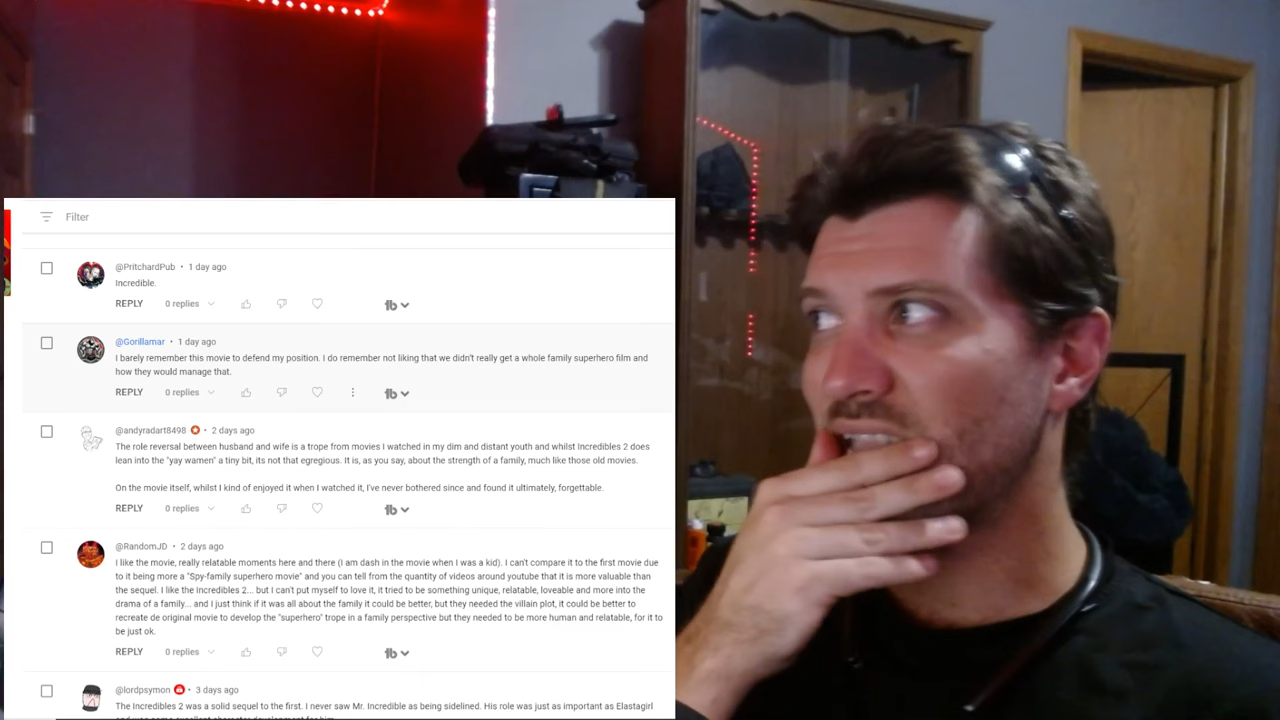 Filter
@PritchardPub • 1 day ago
Incredible.
REPLY 0 replies
@Gorillamar • 1 day ago
I barely remember this movie to defend my position. I do remember not liking that we didn't really get a whole family superhero film and
how they would manage that.
REPLY 0 replies
@andyradart8498 • 2 days ago
The role reversal between husband and wife is a trope from movies I watched in my dim and distant youth and whilst Incredibles 2 does
lean into the "yay wamen" a tiny bit, its not that egregious. It is, as you say, about the strength of a family, much like those old movies.
On the movie itself, whilst I kind of enjoyed it when I watched it, I've never bothered since and found it ultimately, forgettable.
REPLY 0 replies
@RandomJD • 2 days ago
I like the movie, really relatable moments here and there (I am dash in the movie when I was a kid). I can't compare it to the first movie due
to it being more a "Spy-family superhero movie" and you can tell from the quantity of videos around youtube that it is more valuable than
the sequel. I like the Incredibles 2... but I can't put myself to love it, it tried to be something unique, relatable, loveable and more into the
drama of a family... and I just think if it was all about the family it could be better, but they needed the villain plot, it could be better to
recreate de original movie to develop the "superhero" trope in a family perspective but they needed to be more human and relatable, for it to
be just ok.
REPLY 0 replies
@lordpsymon • 3 days ago
The Incredibles 2 was a solid sequel to the first. I never saw Mr. Incredible as being sidelined. His role was just as important as Elastagirl